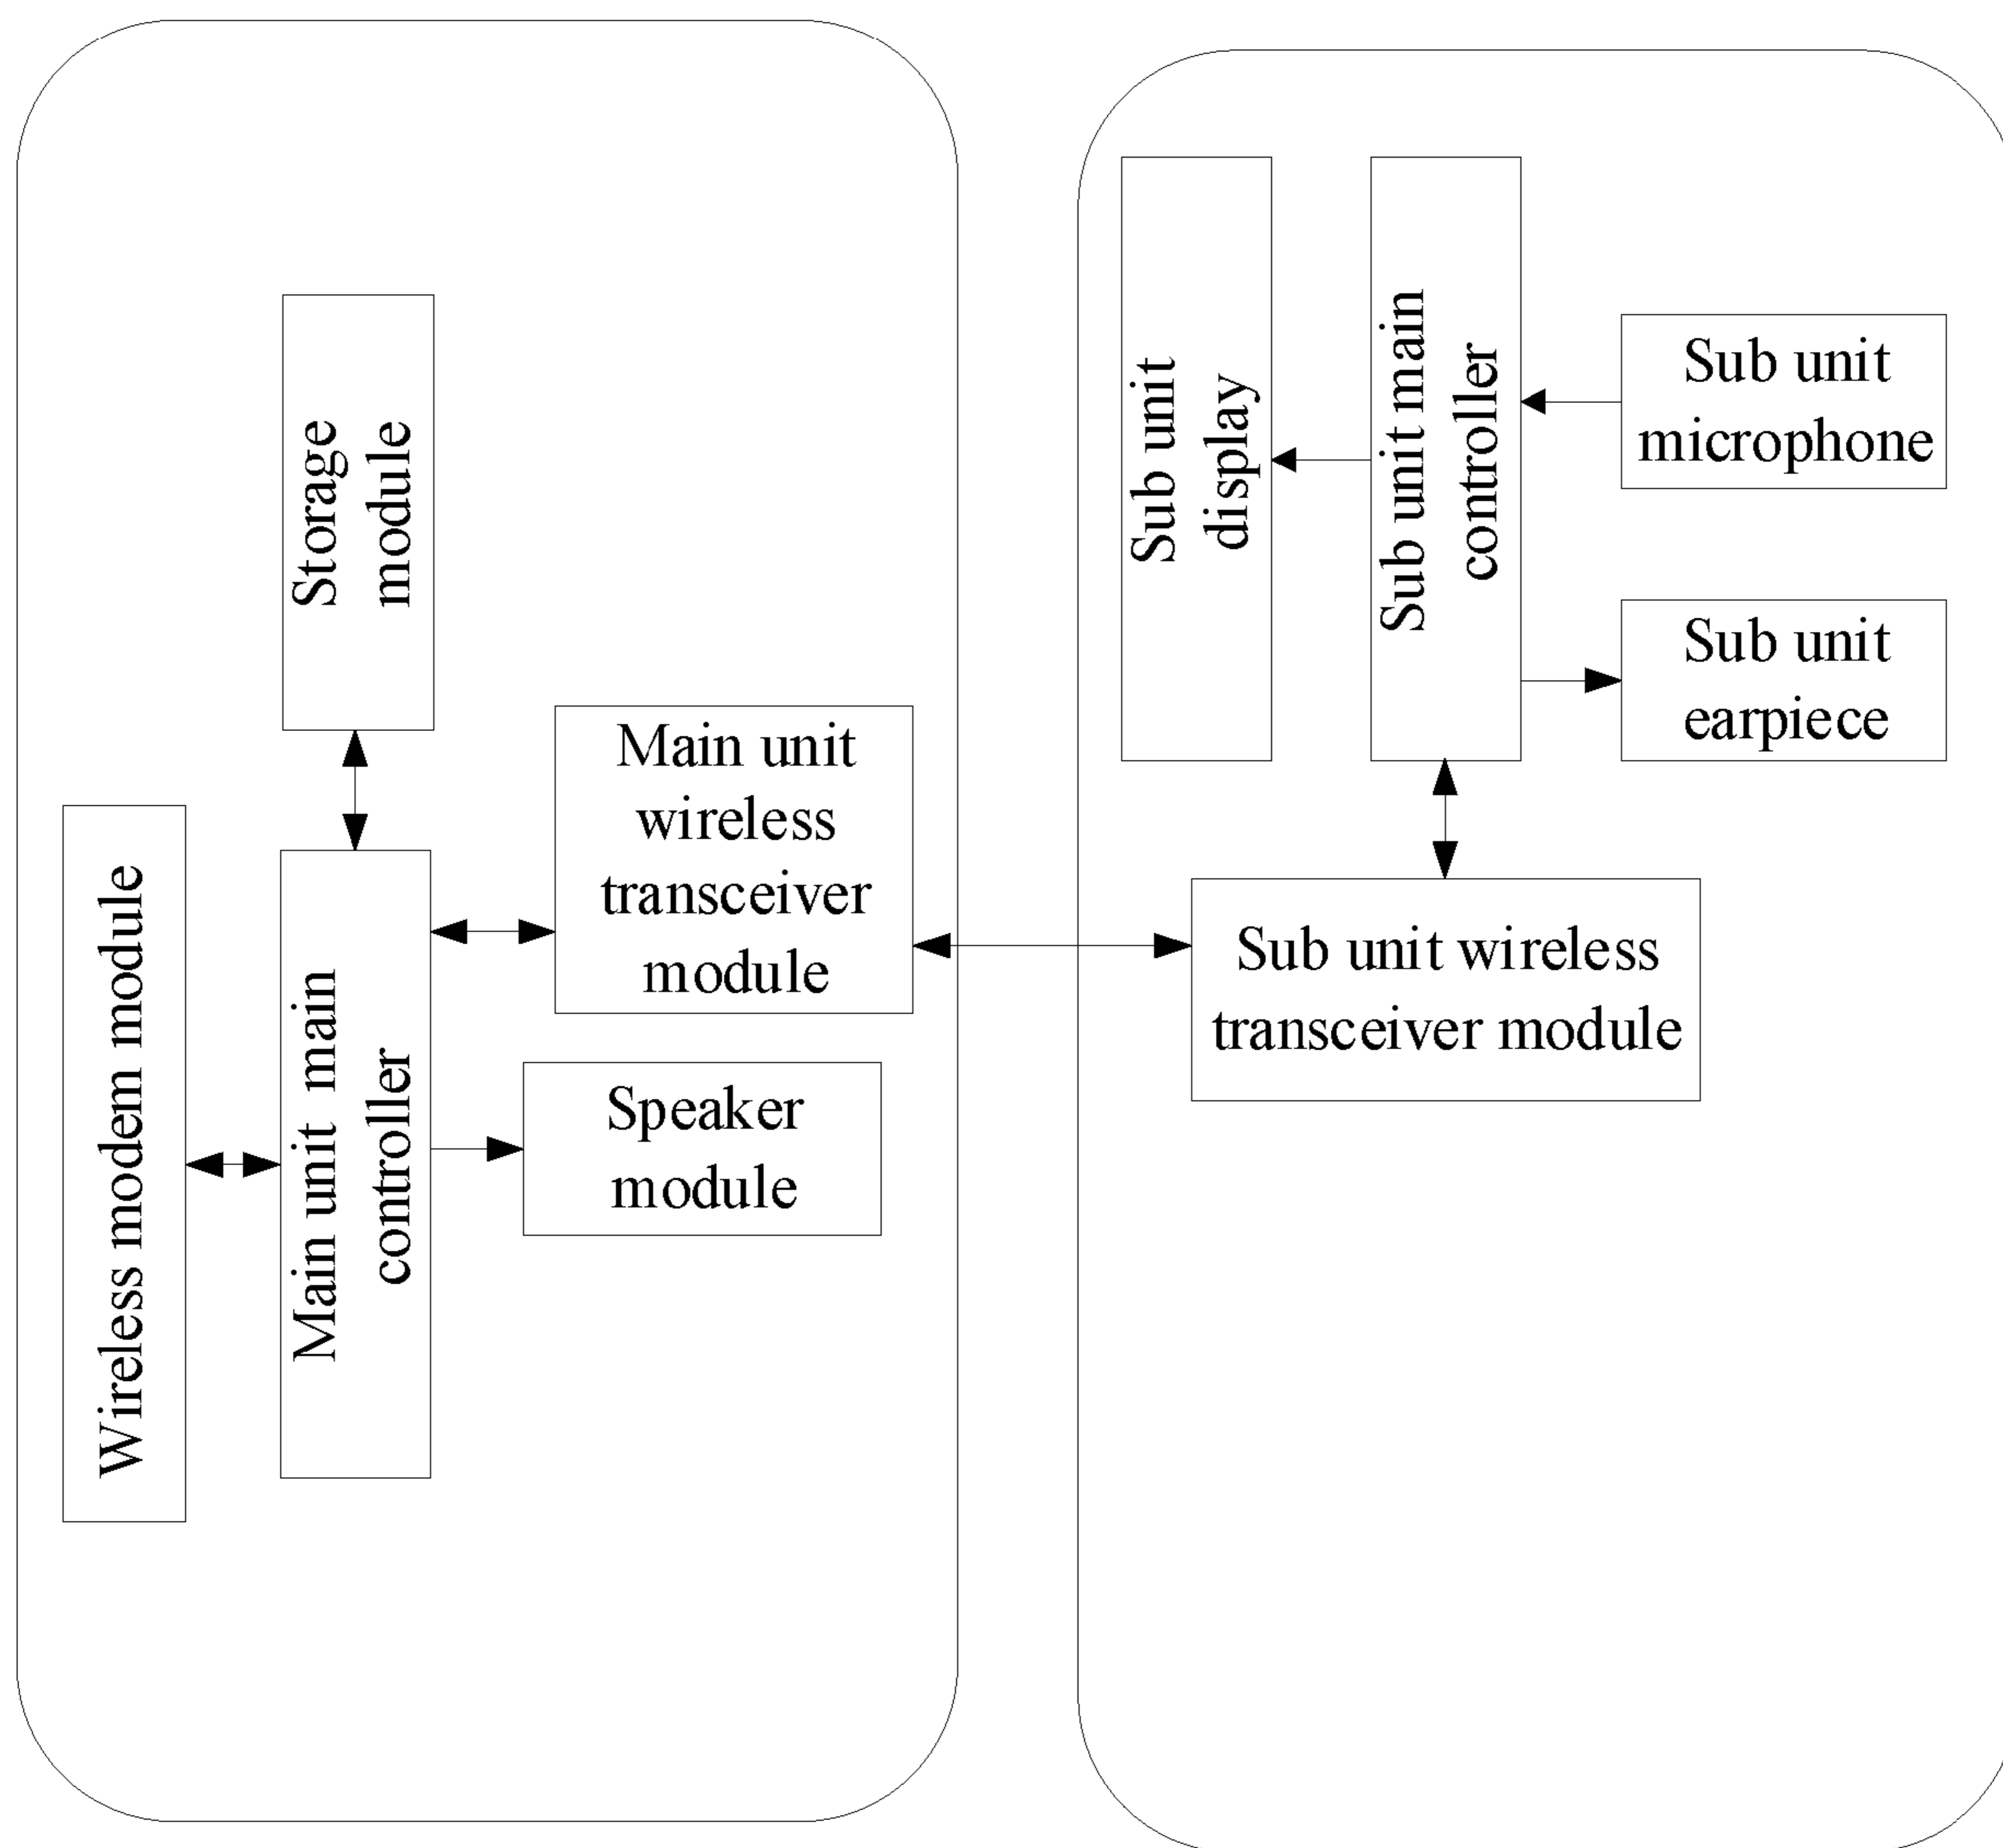 Storage
module
Wireless modem module
Main unit main
controller
Main unit
wireless
transceiver
module
Speaker
module
Sub unit
display
Sub unit main
controller
Sub unit
microphone
Sub unit
earpiece
Sub unit wireless
transceiver module